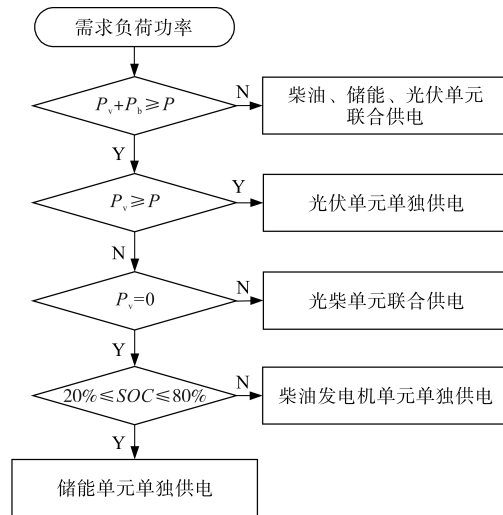 需求负荷功率
Pv+Pb≥P
N
柴油、储能、光伏单元
联合供电
Y
Pv≥P
Y
光伏单元单独供电
N
Pv=0
N
光柴单元联合供电
Y
20%≤SOC≤80%
N
柴油发电机单元单独供电
Y
储能单元单独供电